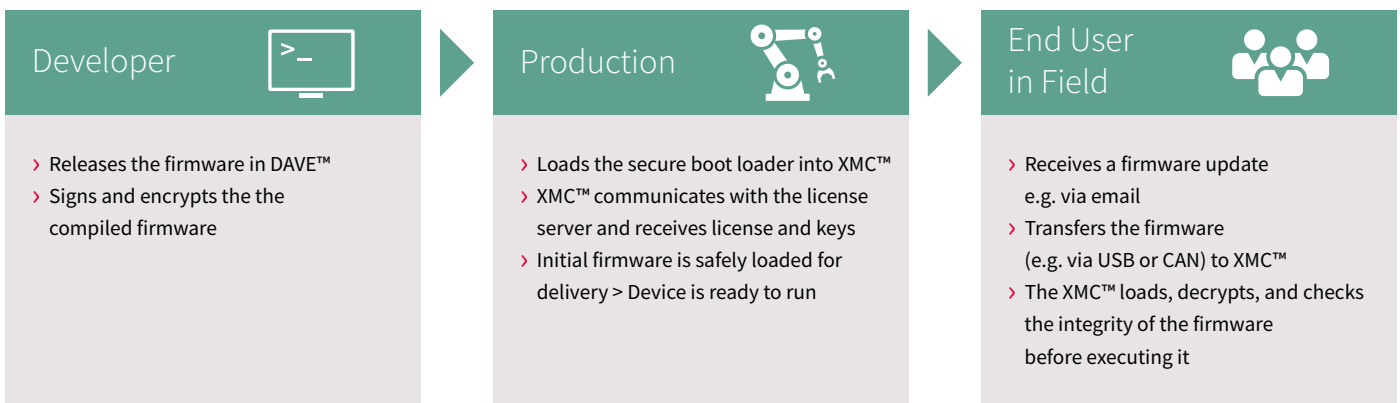 Developer
>_
› Releases the firmware in DAVE™
› Signs and encrypts the the
compiled firmware
Production
› Loads the secure boot loader into XMC™
› XMC™ communicates with the license
server and receives license and keys
› Initial firmware is safely loaded for
delivery > Device is ready to run
End User
in Field
› Receives a firmware update
e.g. via email
› Transfers the firmware
(e.g. via USB or CAN) to XMC™
› The XMC™ loads, decrypts, and checks
the integrity of the firmware
before executing it